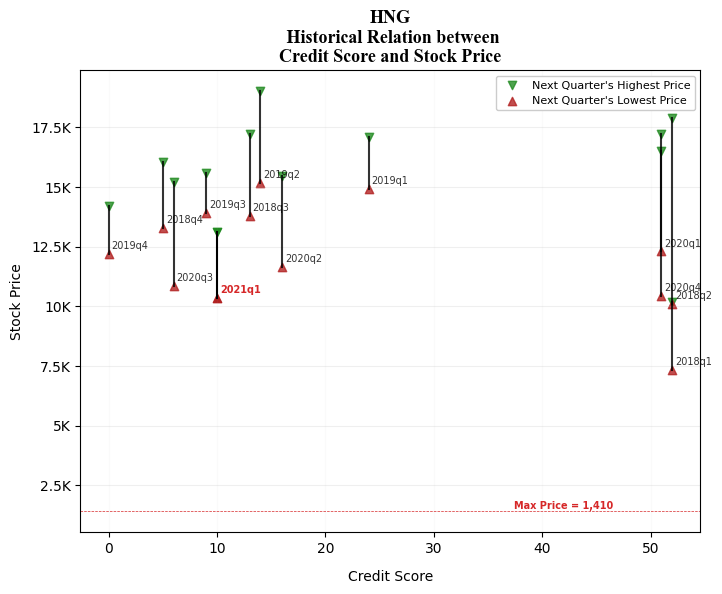 HNG
Historical Relation between
Credit Score and Stock Price
Next Quarter's Highest Price
Next Quarter's Lowest Price
17.5K
15K
12.5K
10K
7.5K
5K
2.5K
Stock Price
2019q4
2018q4
2020q3
2019q3
2021q1
2018q3
2019q2
2020q2
2019q1
2020q1
2020q4
2018q2
2018q1
Max Price = 1,410
0
10
20
30
40
50
Credit Score